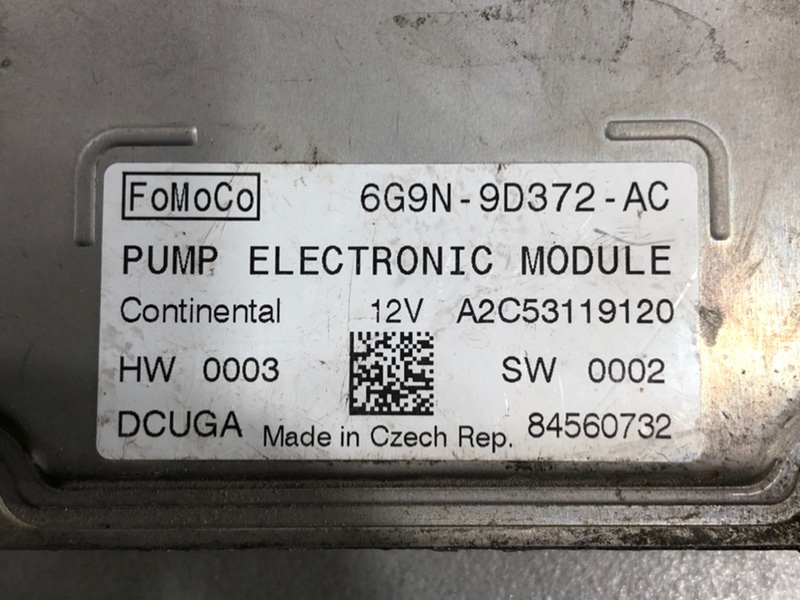 FoMoCo 6G9N-9D372-AC
PUMP ELECTRONIC MODULE
Continental 12V A2C53119120
HW 0003 SW 0002
DCUGA Made in Czech Rep. 84560732